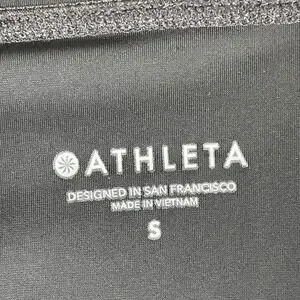 ATHLETA
DESIGNED IN SAN FRANCISCO
MADE IN VIETNAM
S